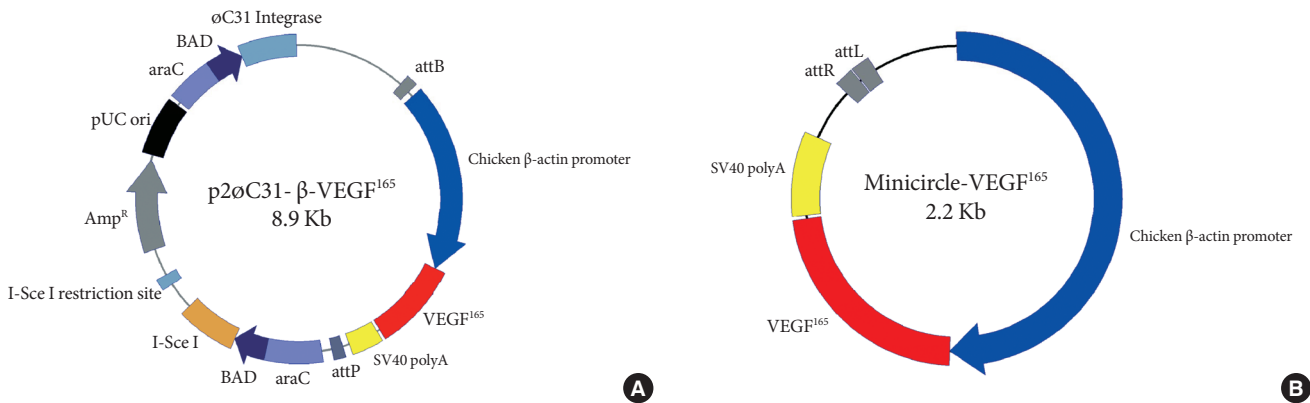 øC31 Integrase
BAD
araC
pUC ori
Amp^R
I-Sce I restriction site
I-Sce I
BAD
araC
attP
SV40 polyA
VEGF¹⁶⁵
Chicken β-actin promoter
attB
p2øC31- β-VEGF¹⁶⁵
8.9 Kb
A
attL
attR
SV40 polyA
VEGF¹⁶⁵
Chicken β-actin promoter
Minicircle-VEGF¹⁶⁵
2.2 Kb
B